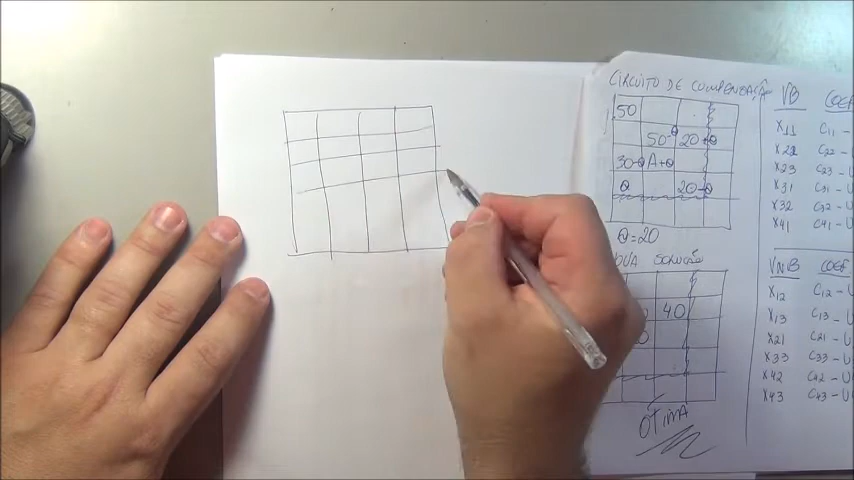 CIRCUITO DE COMPENSAÇÃO
50
50-θ 20+θ
30-θ A+θ
θ 20-θ
θ=20
SOLUÇÃO
40
ÓTIMA
VB COEF
X11 C11-U
X22 C22-U
X23 C23-U
X31 C31-U
X32 C32-U
X41 C41-U
VNB COEF
X12 C12-U
X13 C13-U
X21 C21-U
X33 C33-U
X42 C42-U
X43 C43-U